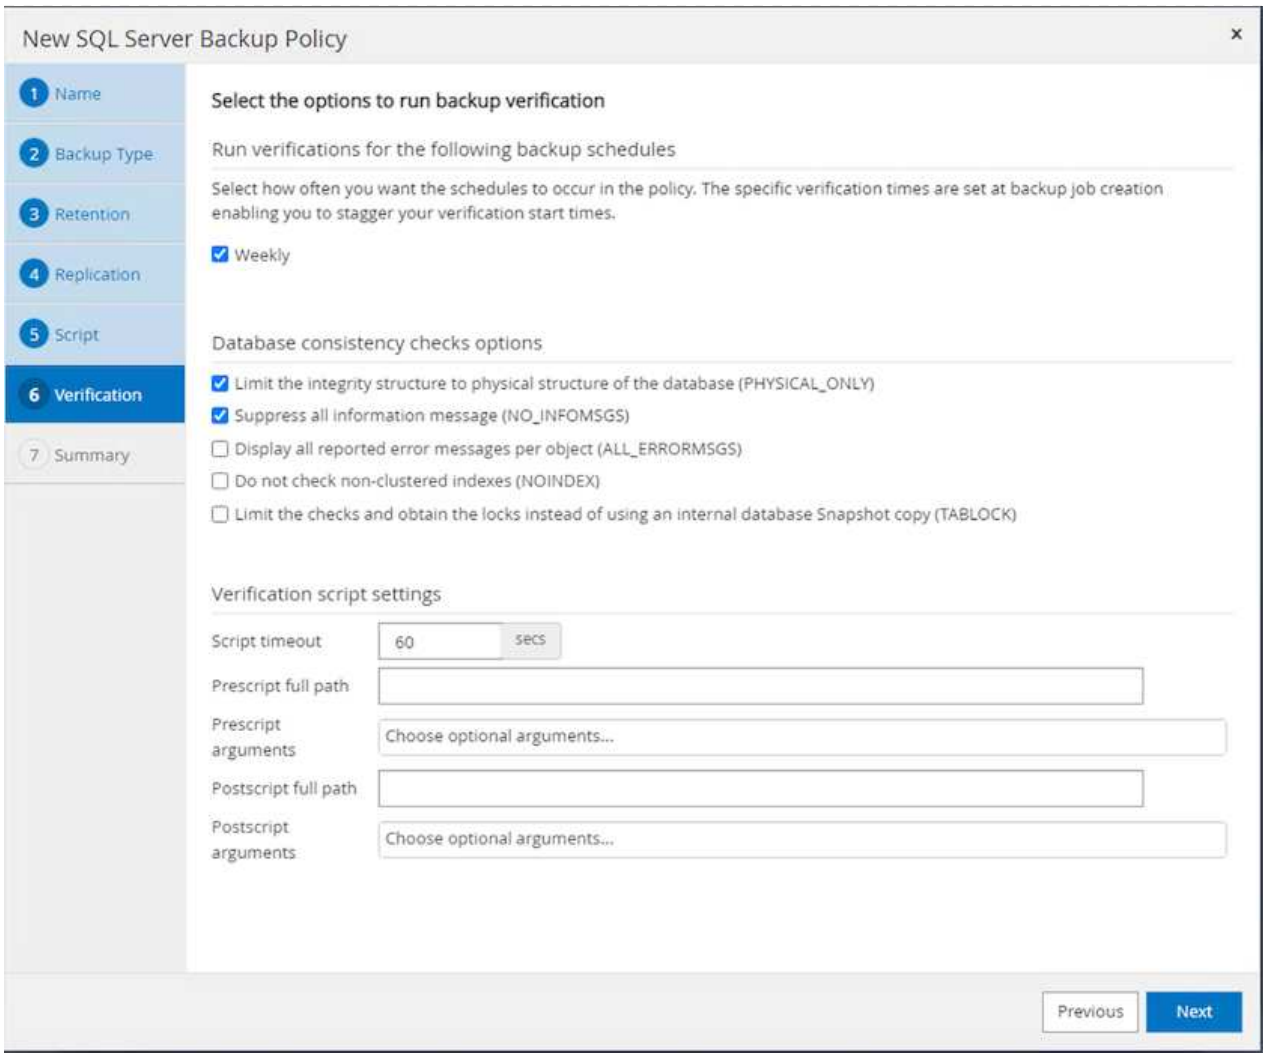 New SQL Server Backup Policy
x
1 Name
2 Backup Type
3 Retention
4 Replication
5 Script
6 Verification
7 Summary
Select the options to run backup verification
Run verifications for the following backup schedules
Select how often you want the schedules to occur in the policy. The specific verification times are set at backup job creation
enabling you to stagger your verification start times.
Weekly
Database consistency checks options
Limit the integrity structure to physical structure of the database (PHYSICAL_ONLY)
Suppress all information message (NO_INFOMSGS)
Display all reported error messages per object (ALL_ERRORMSGS)
Do not check non-clustered indexes (NOINDEX)
Limit the checks and obtain the locks instead of using an internal database Snapshot copy (TABLOCK)
Verification script settings
Script timeout 60 secs
Prescript full path
Prescript
arguments
Choose optional arguments...
Postscript full path
Postscript
arguments
Choose optional arguments...
Previous Next